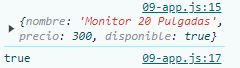 09-app.js:15
{nombre: 'Monitor 20 Pulgadas',
precio: 300, disponible: true}
true 09-app.js:17